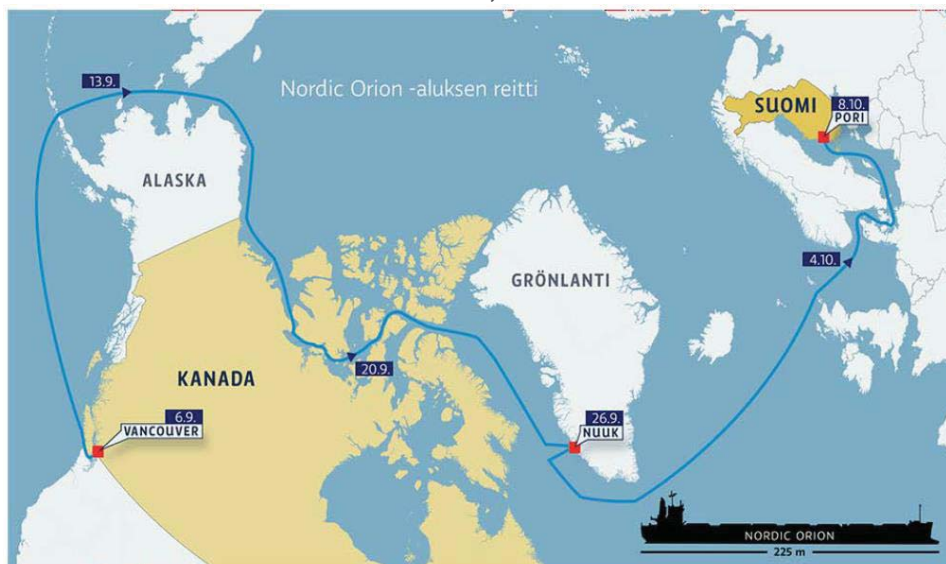 13.9.
Nordic Orion -aluksen reitti
SUOMI
8.10.
PORI
ALASKA
GRÖNLANTI
4.10.
KANADA
20.9.
6.9.
VANCOUVER
26.9.
NUUK
NORDIC ORION
225 m